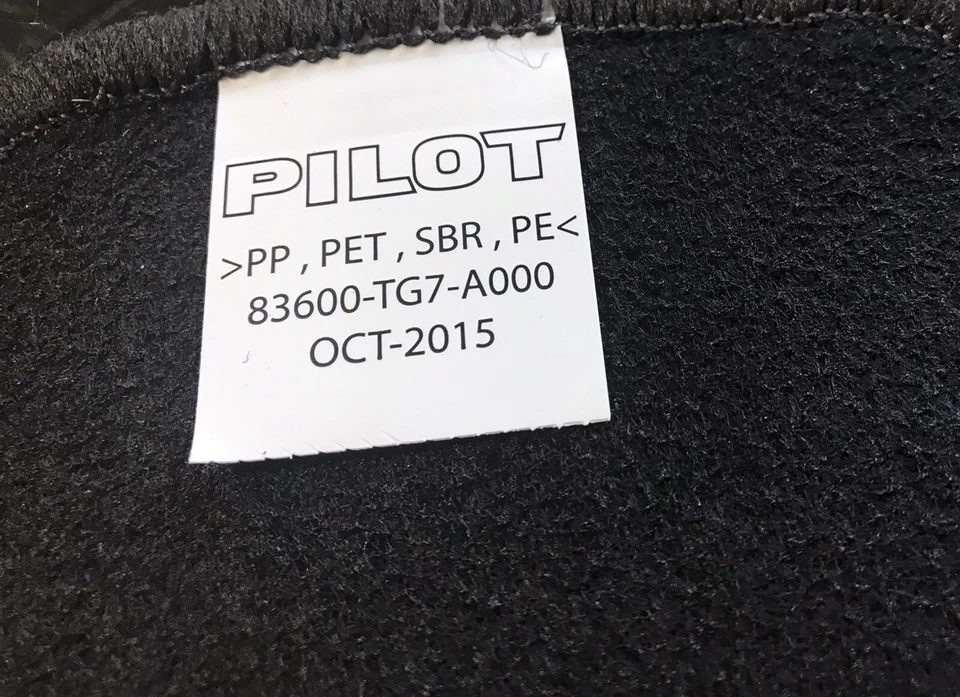 PILOT
>PP , PET , SBR , PE<
83600-TG7-A000
OCT-2015